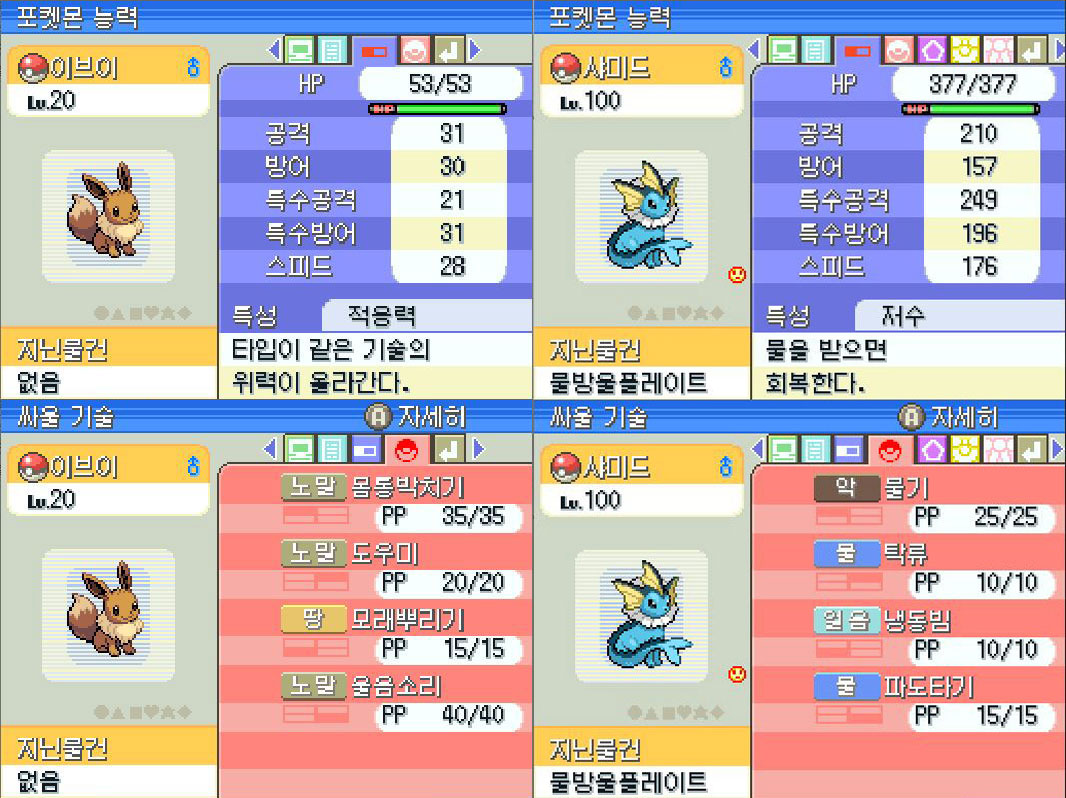 포켓몬 능력
이브이 ♂
Lv.20
HP 53/53
HP
공격 31
방어 30
특수공격 21
특수방어 31
스피드 28
특성 적응력
타입이 같은 기술의
위력이 올라간다.
지닌물건
없음
포켓몬 능력
샤미드 ♂
Lv.100
HP 377/377
HP
공격 210
방어 157
특수공격 249
특수방어 196
스피드 176
특성 저수
물을 받으면
회복한다.
지닌물건
물방울플레이트
싸울 기술
A 자세히
이브이 ♂
Lv.20
노말 몸통박치기
PP 35/35
노말 도우미
PP 20/20
땅 모래뿌리기
PP 15/15
노말 울음소리
PP 40/40
지닌물건
없음
싸울 기술
A 자세히
샤미드 ♂
Lv.100
악 물기
PP 25/25
물 탁류
PP 10/10
얼음 냉동빔
PP 10/10
물 파도타기
PP 15/15
지닌물건
물방울플레이트